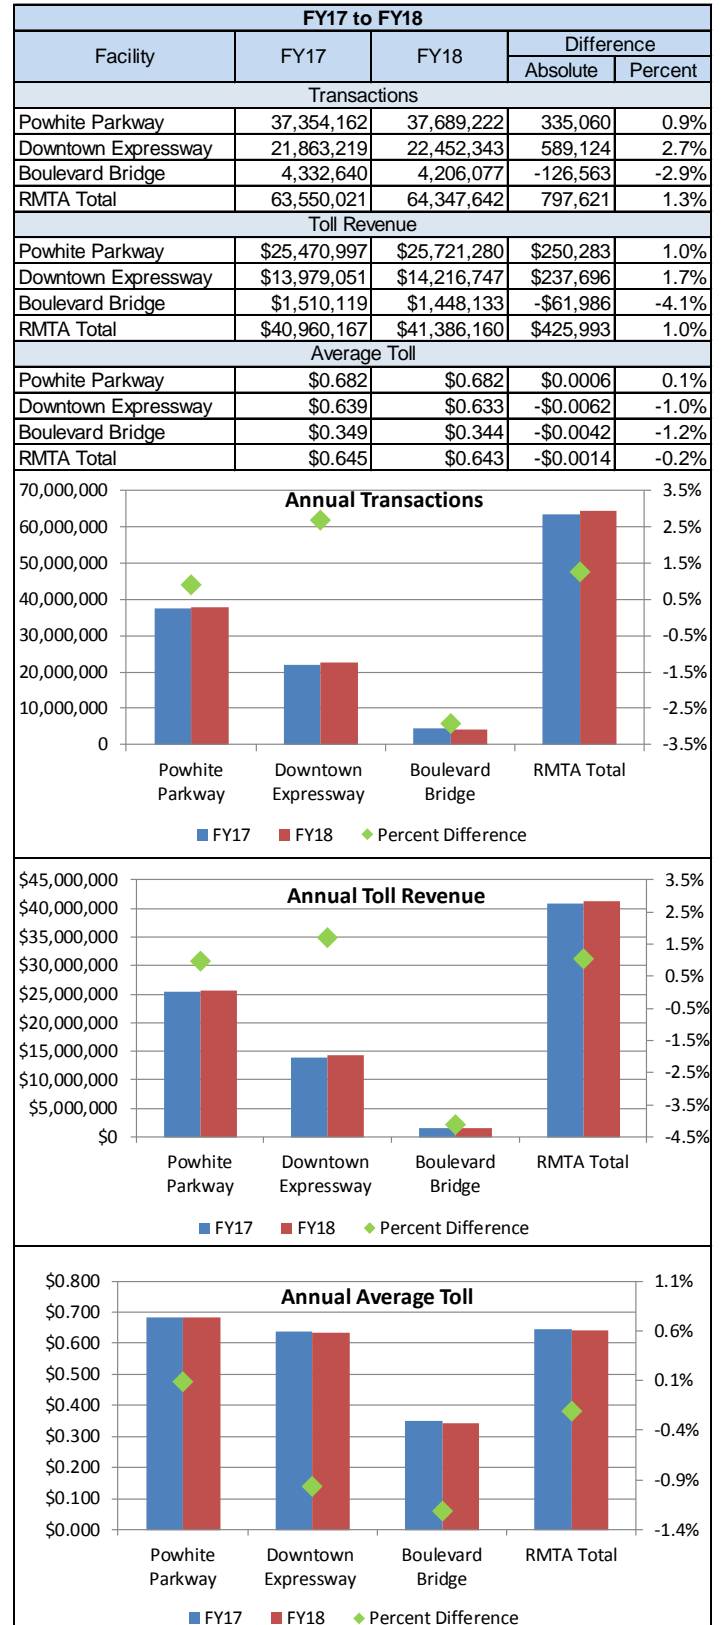 FY17 to FY18
Facility FY17 FY18 Difference
Absolute Percent
Transactions
Powhite Parkway 37,354,162 37,689,222 335,060 0.9%
Downtown Expressway 21,863,219 22,452,343 589,124 2.7%
Boulevard Bridge 4,332,640 4,206,077 -126,563 -2.9%
RMTA Total 63,550,021 64,347,642 797,621 1.3%
Toll Revenue
Powhite Parkway $25,470,997 $25,721,280 $250,283 1.0%
Downtown Expressway $13,979,051 $14,216,747 $237,696 1.7%
Boulevard Bridge $1,510,119 $1,448,133 -$61,986 -4.1%
RMTA Total $40,960,167 $41,386,160 $425,993 1.0%
Average Toll
Powhite Parkway $0.682 $0.682 $0.0006 0.1%
Downtown Expressway $0.639 $0.633 -$0.0062 -1.0%
Boulevard Bridge $0.349 $0.344 -$0.0042 -1.2%
RMTA Total $0.645 $0.643 -$0.0014 -0.2%
Annual Transactions
70,000,000 3.5%
60,000,000 2.5%
50,000,000 1.5%
40,000,000 0.5%
30,000,000 -0.5%
20,000,000 -1.5%
10,000,000 -2.5%
0 -3.5%
Powhite Downtown Boulevard RMTA Total
Parkway Expressway Bridge
FY17 FY18 Percent Difference
Annual Toll Revenue
$45,000,000 3.5%
$40,000,000 2.5%
$35,000,000 1.5%
$30,000,000 0.5%
$25,000,000 -0.5%
$20,000,000 -1.5%
$15,000,000 -2.5%
$10,000,000 -3.5%
$5,000,000 -4.5%
$0
Powhite Downtown Boulevard RMTA Total
Parkway Expressway Bridge
FY17 FY18 Percent Difference
Annual Average Toll
$0.800 1.1%
$0.700 0.6%
$0.600 0.1%
$0.500 -0.4%
$0.400 -0.9%
$0.300 -1.4%
$0.200
$0.100
$0.000
Powhite Downtown Boulevard RMTA Total
Parkway Expressway Bridge
FY17 FY18 Percent Difference